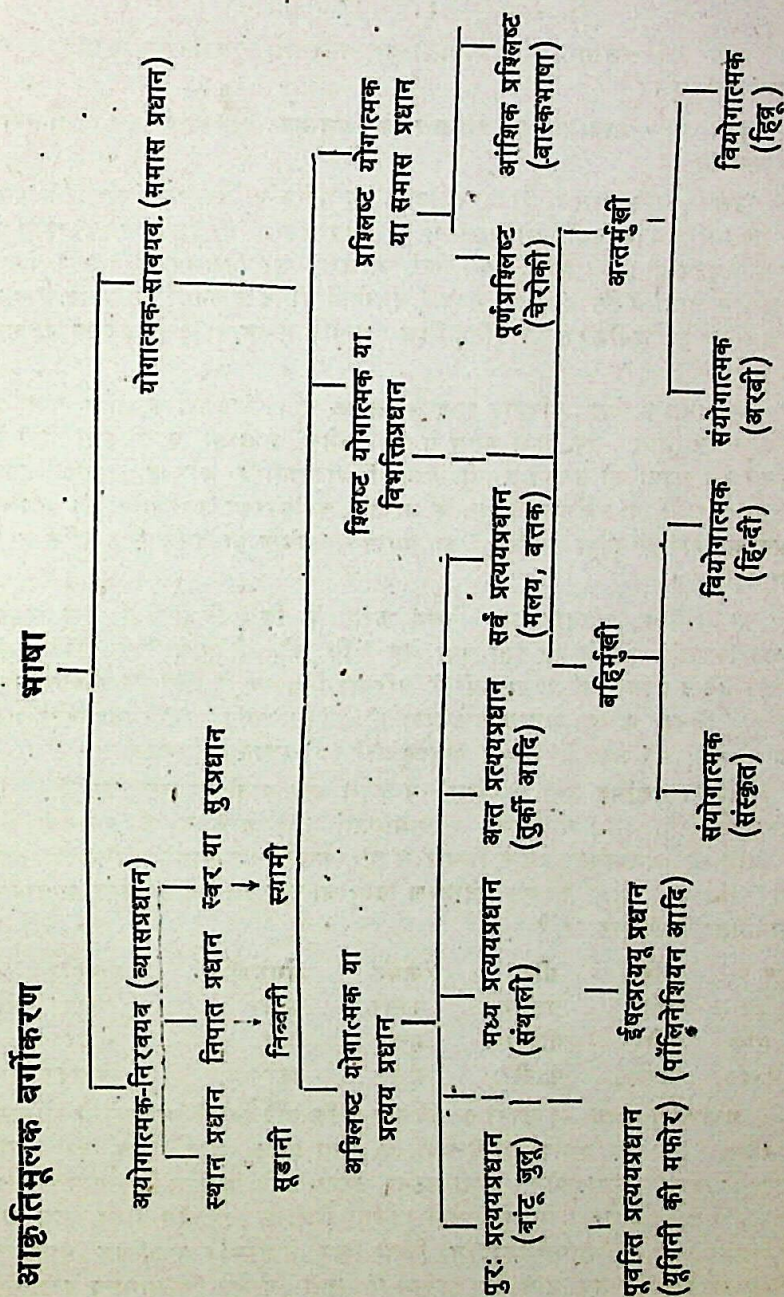 आकृतिमूलक वर्गीकरण
भाषा
अयोगात्मक-निरवयव (व्यासप्रधान)
योगात्मक-सावयव. (समास प्रधान)
स्थान प्रधान निपात प्रधान स्वर या सुरप्रधान
सूडानी तिब्बती स्यामी
अश्लिष्ट योगात्मक या
प्रत्यय प्रधान
श्लिष्ट योगात्मक या
विभक्तिप्रधान
प्रश्लिष्ट योगात्मक
या समास प्रधान
पुरः प्रत्ययप्रधान
(बांटू जुलू)
मध्य प्रत्ययप्रधान
(संथाली)
अन्त प्रत्ययप्रधान
(तुर्की आदि)
सर्व प्रत्ययप्रधान
(मलय, वत्तक)
पूर्णप्रश्लिष्ट
(चेरोकी)
आंशिक प्रश्लिष्ट
(बास्कभाषा)
पूवन्ति प्रत्ययप्रधान
(यूगिनी की मफोर)
ईषत्प्रत्यय प्रधान
(पॉलिनेशियन आदि)
बहिर्मुखी
अन्तर्मुखी
संयोगात्मक
(संस्कृत)
वियोगात्मक
(हिन्दी)
संयोगात्मक
(अरबी)
वियोगात्मक
(हिब्रू)